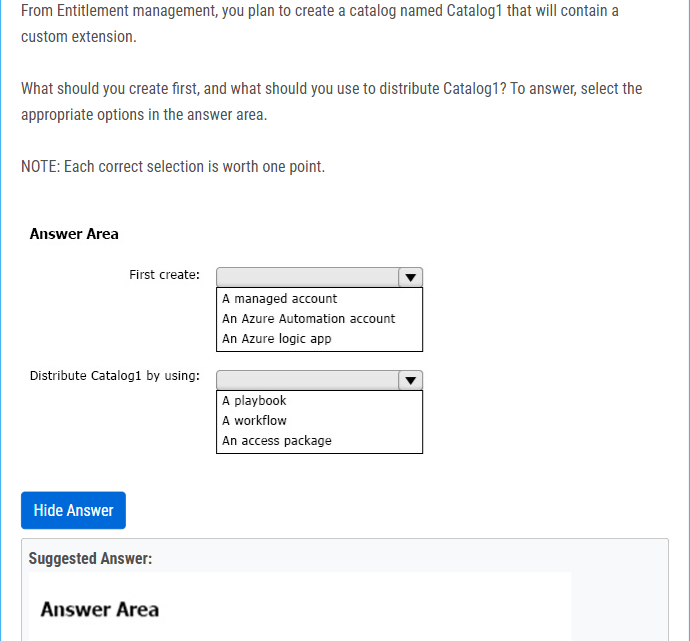 From Entitlement management, you plan to create a catalog named Catalog1 that will contain a
custom extension.
What should you create first, and what should you use to distribute Catalog1? To answer, select the
appropriate options in the answer area.
NOTE: Each correct selection is worth one point.
Answer Area
First create:
A managed account
An Azure Automation account
An Azure logic app
Distribute Catalog1 by using:
A playbook
A workflow
An access package
Hide Answer
Suggested Answer:
Answer Area